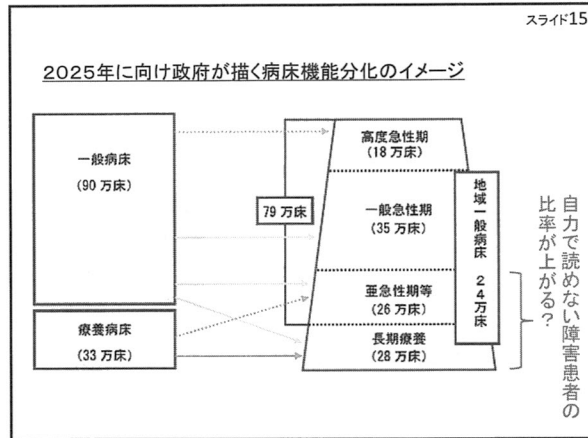 スライド15
2025年に向け政府が描く病床機能分化のイメージ
一般病床
(90万床)
療養病床
(33万床)
79万床
高度急性期
(18万床)
一般急性期
(35万床)
亜急性期等
(26万床)
長期療養
(28万床)
地域一般病床 24万床
自力で読めない障害患者の
比率が上がる?